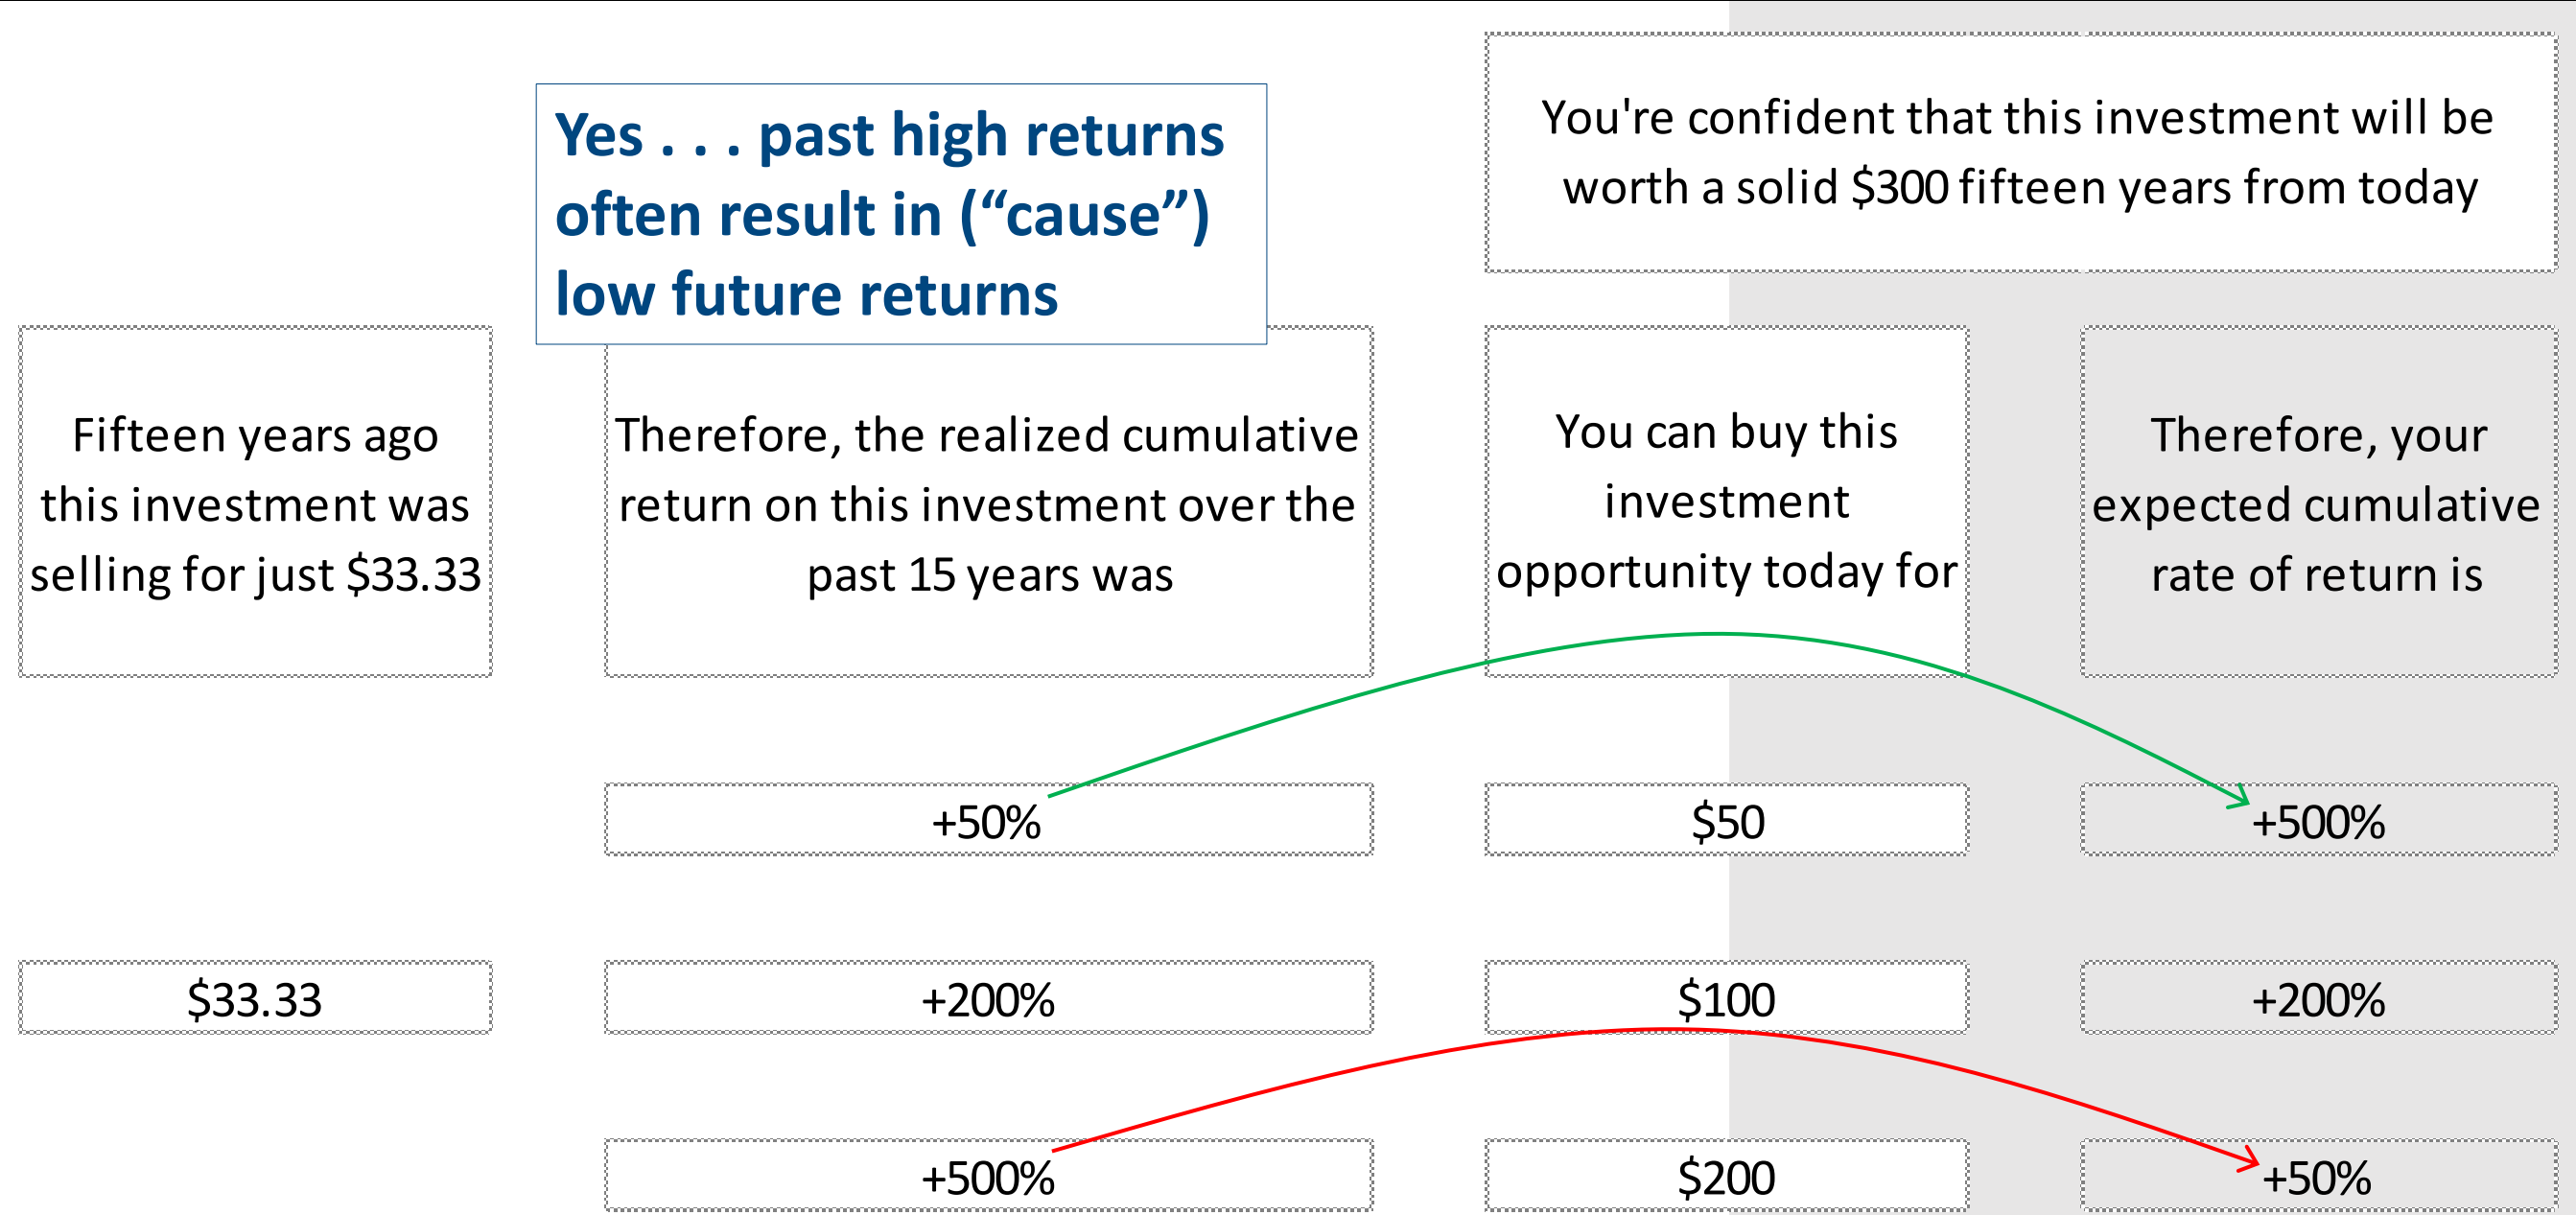 You're confident that this investment will be
worth a solid $300 fifteen years from today
Yes . . . past high returns
often result in (“cause”)
low future returns
Fifteen years ago
this investment was
selling for just $33.33
Therefore, the realized cumulative
return on this investment over the
past 15 years was
You can buy this
investment
opportunity today for
Therefore, your
expected cumulative
rate of return is
+50%
$50
+500%
$33.33
+200%
$100
+200%
+500%
$200
+50%